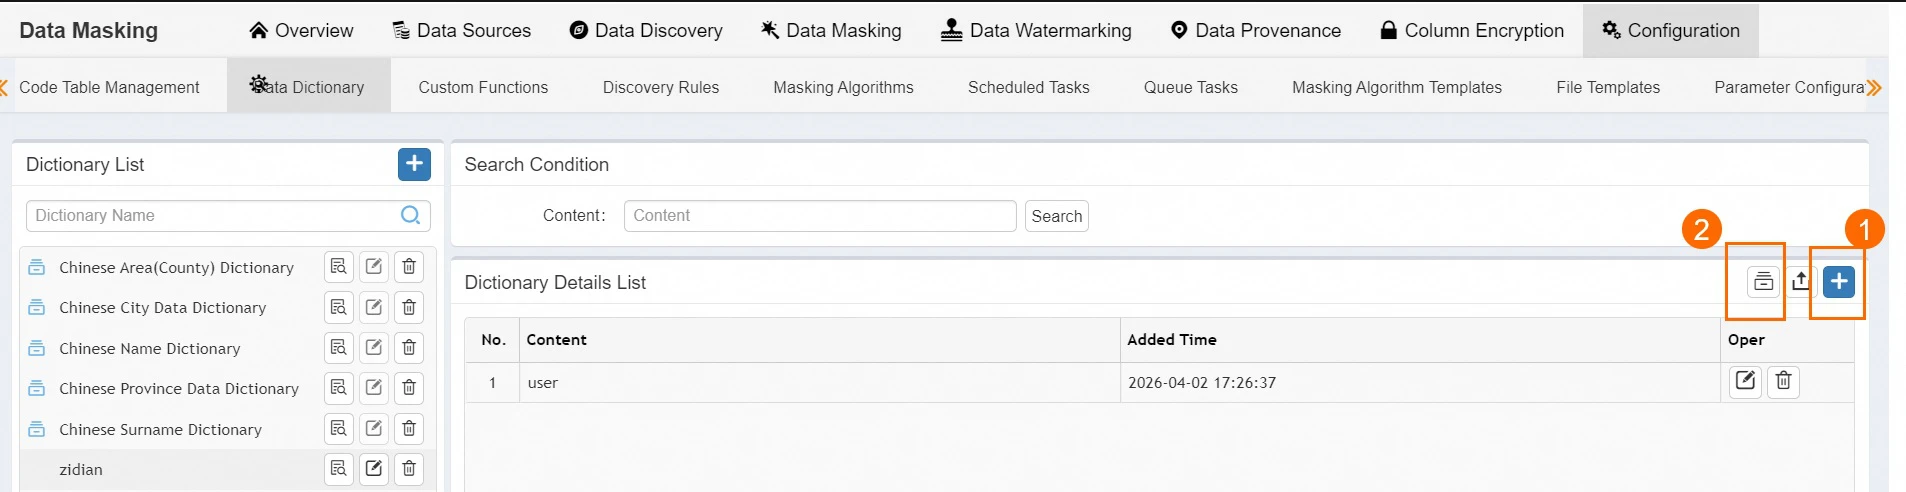 Data Masking
Overview
Data Sources
Data Discovery
Data Masking
Data Watermarking
Data Provenance
Column Encryption
Configuration
Code Table Management
Data Dictionary
Custom Functions
Discovery Rules
Masking Algorithms
Scheduled Tasks
Queue Tasks
Masking Algorithm Templates
File Templates
Parameter Configura
Dictionary List
Dictionary Name
Chinese Area(County) Dictionary
Chinese City Data Dictionary
Chinese Name Dictionary
Chinese Province Data Dictionary
Chinese Surname Dictionary
zidian
Search Condition
Content:
Content
Search
2
1
Dictionary Details List
No. Content Added Time Oper
1 user 2026-04-02 17:26:37